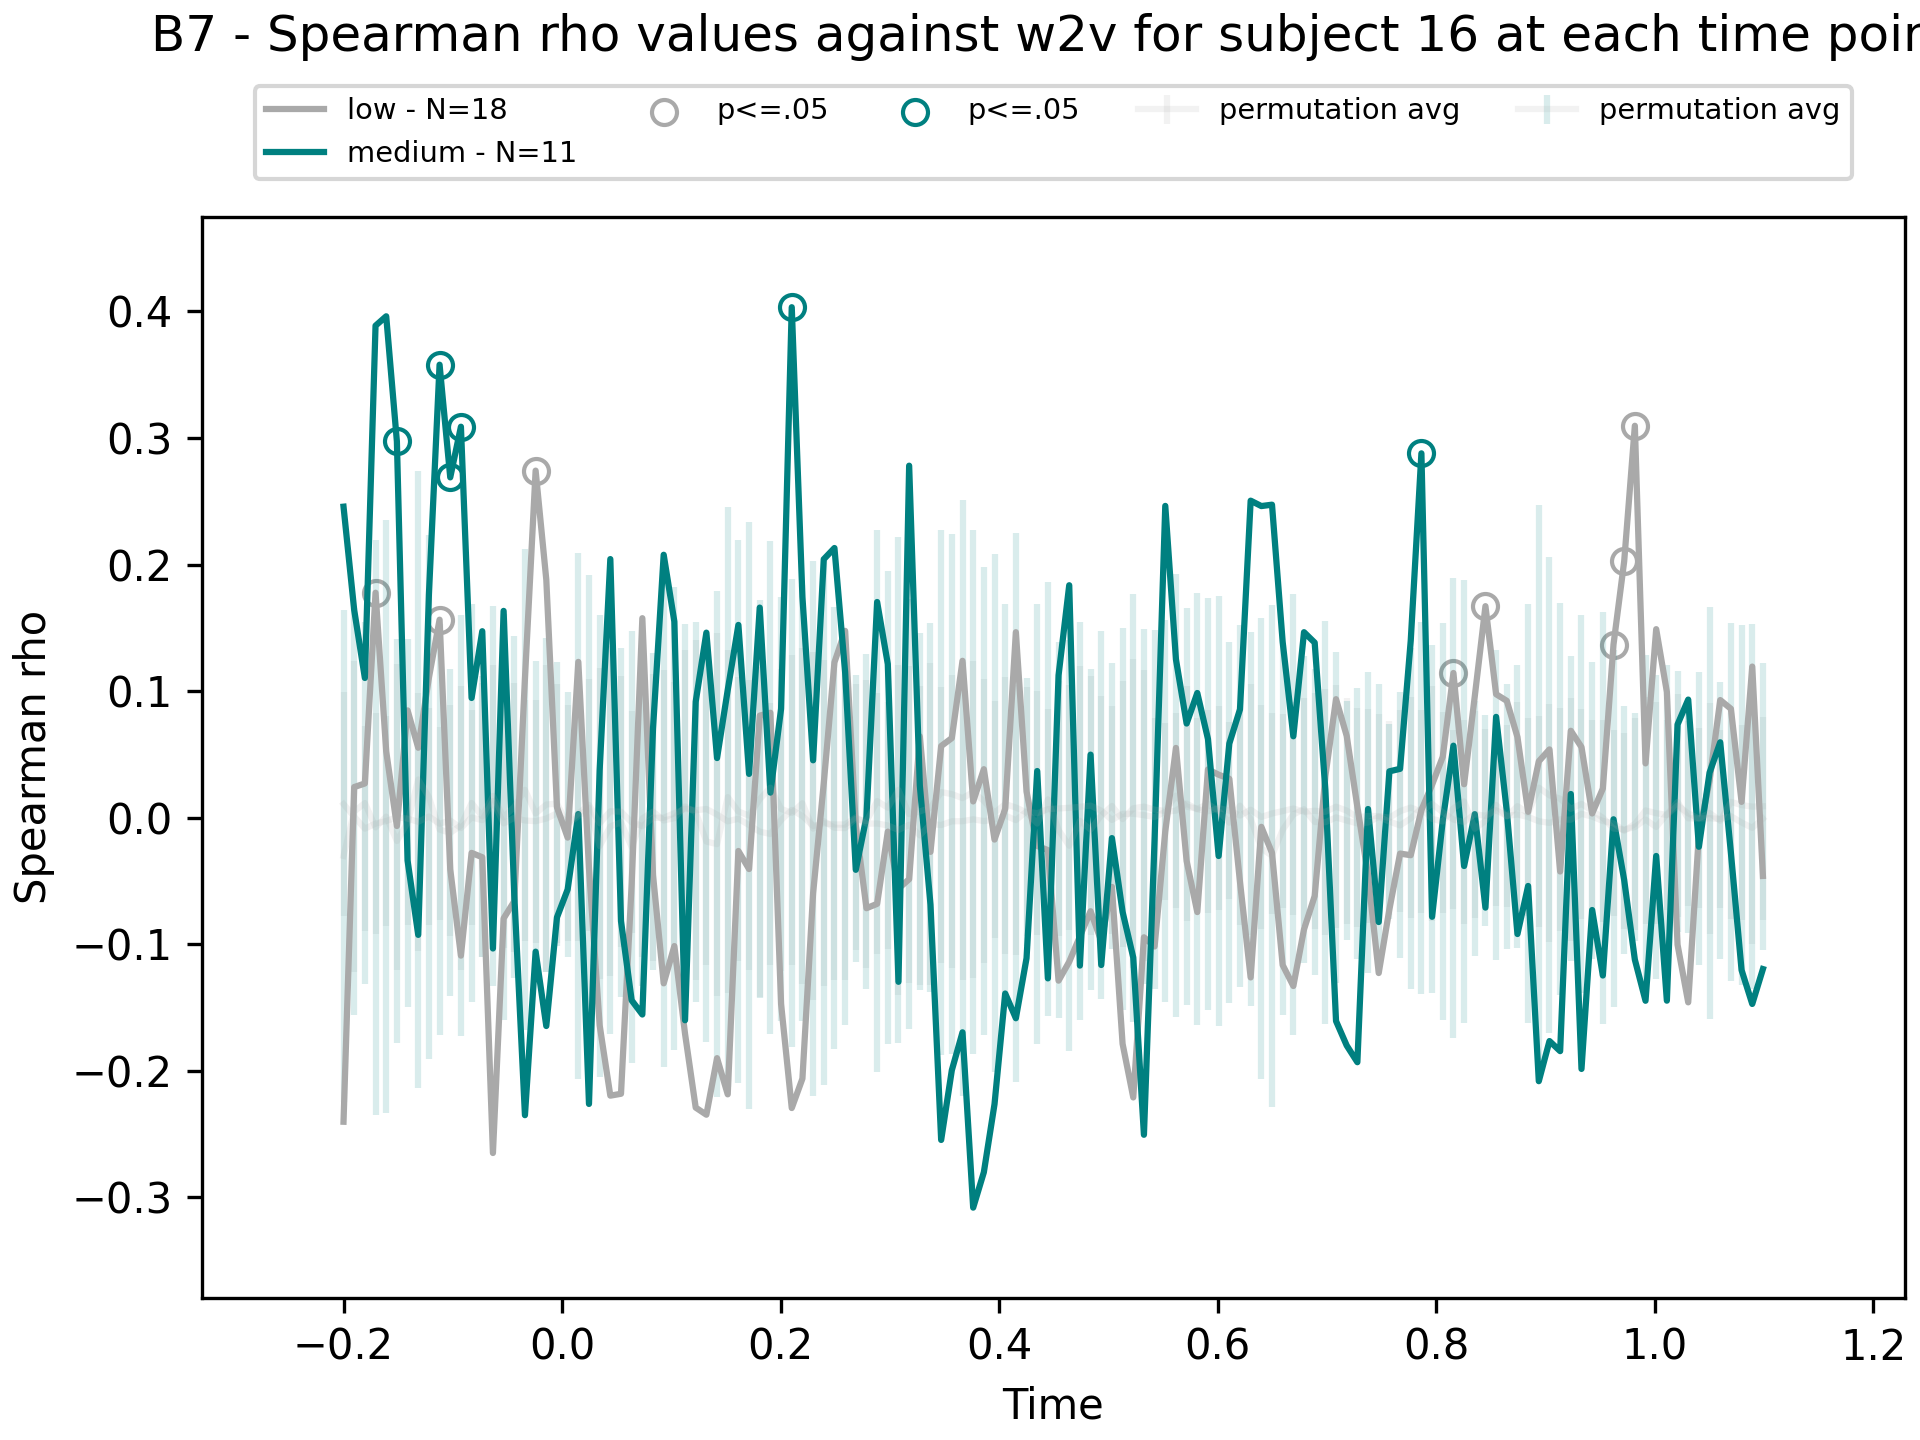 B7 - Spearman rho values against w2v for subject 16 at each time poin
low - N=18
medium - N=11
p<=.05
p<=.05
permutation avg
permutation avg
Spearman rho
0.4
0.3
0.2
0.1
0.0
−0.1
−0.2
−0.3
−0.2 0.0 0.2 0.4 0.6 0.8 1.0 1.2
Time